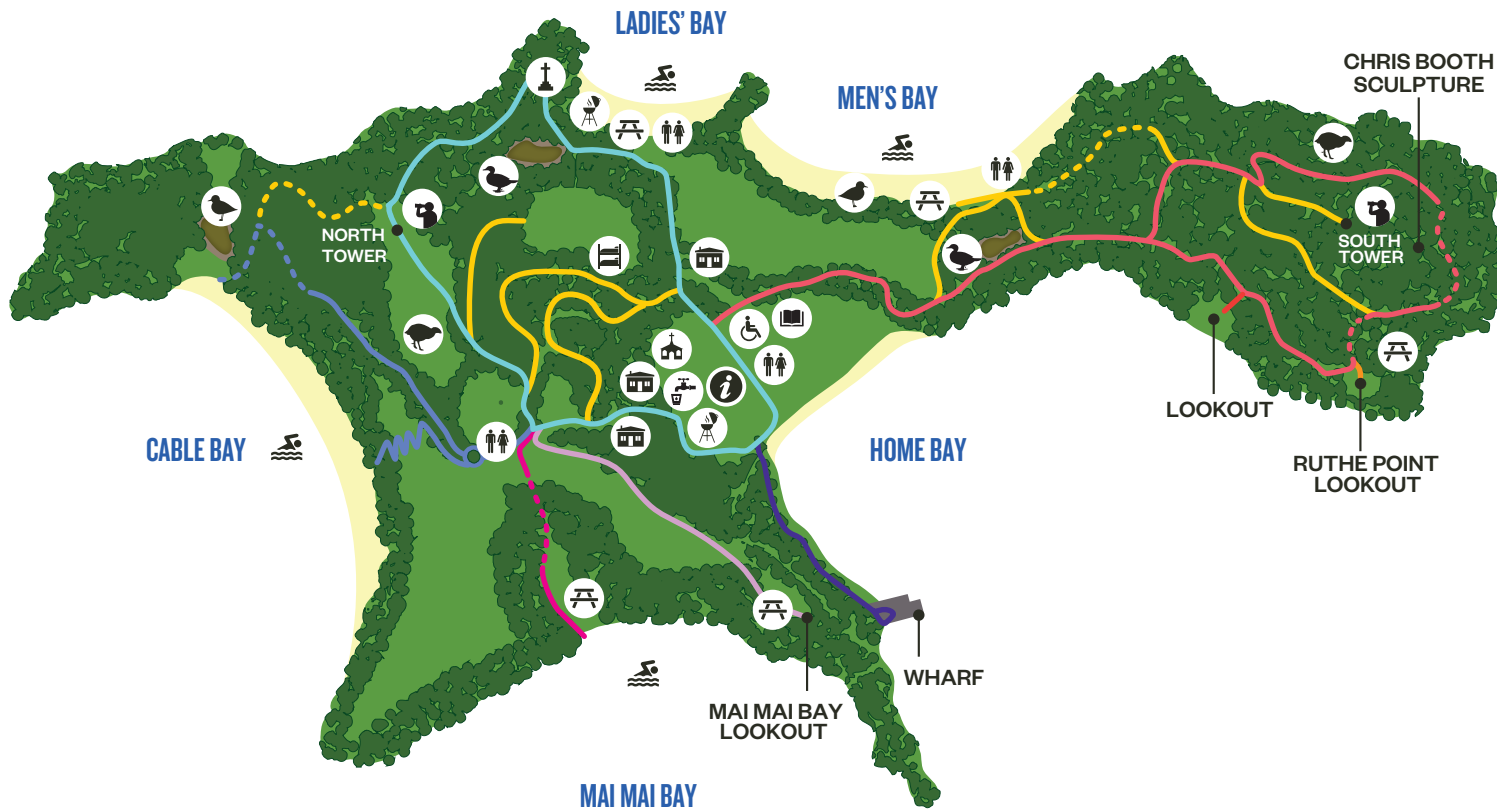 LADIES' BAY
CHRIS BOOTH
SCULPTURE
MEN'S BAY
NORTH
TOWER
SOUTH
TOWER
LOOKOUT
CABLE BAY
HOME BAY
RUTHE POINT
LOOKOUT
i
WHARF
MAI MAI BAY
LOOKOUT
MAI MAI BAY